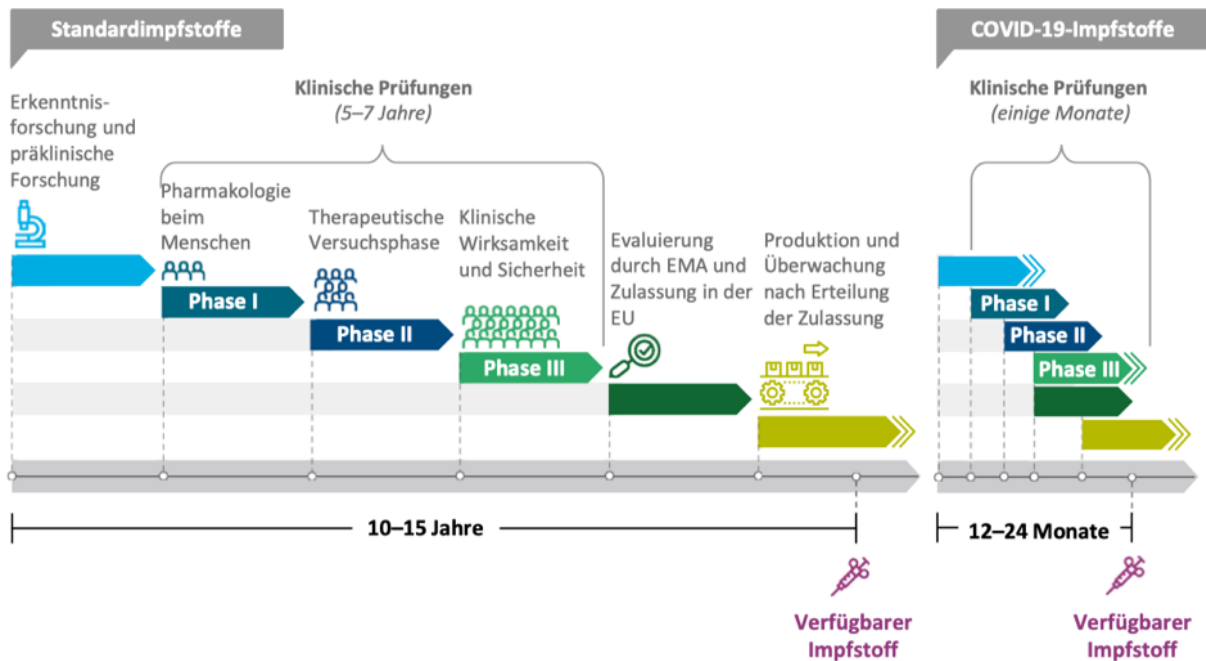 Standardimpfstoffe
COVID-19-Impfstoffe
Klinische Prüfungen
(5–7 Jahre)
Klinische Prüfungen
(einige Monate)
Erkenntnis-
forschung und
präklinische
Forschung
Pharmakologie
beim
Menschen
Therapeutische
Versuchsphase
Klinische
Wirksamkeit
und Sicherheit
Evaluierung
durch EMA und
Zulassung in der
EU
Produktion und
Überwachung
nach Erteilung
der Zulassung
Phase I
Phase II
Phase III
Phase I
Phase II
Phase III
10–15 Jahre
12–24 Monate
Verfügbarer
Impfstoff
Verfügbarer
Impfstoff